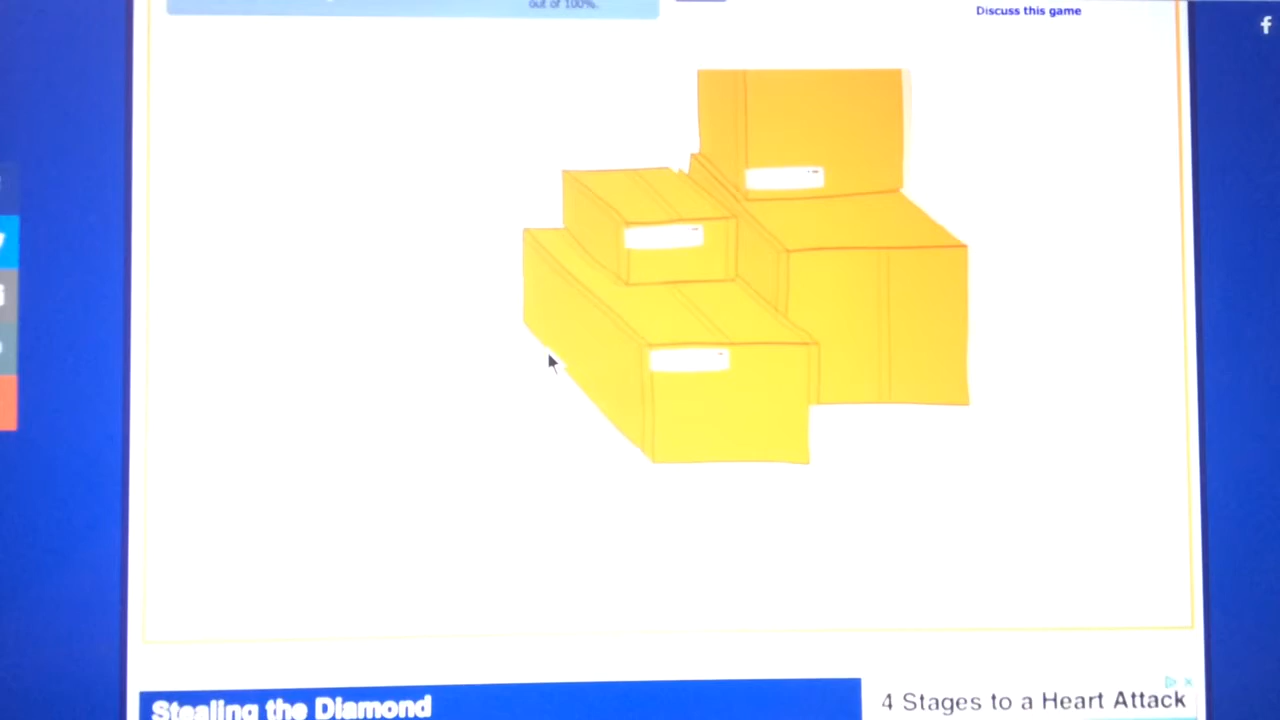 out of 100%.
Discuss this game
f
Stealing the Diamond
4 Stages to a Heart Attack